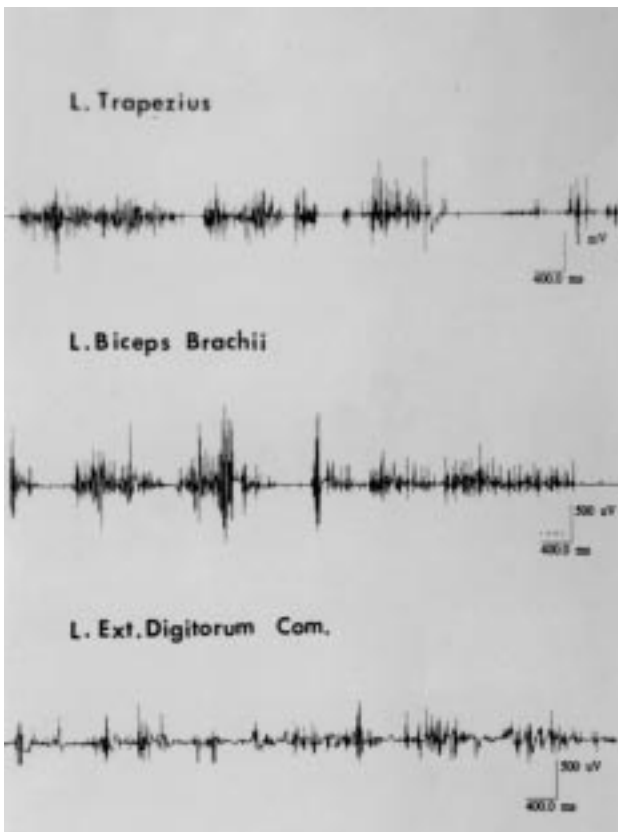 L. Trapezius
mV
400.0 ms
L. Biceps Brachii
500 uV
400.0 ms
L. Ext. Digitorum Com.
500 uV
400.0 ms